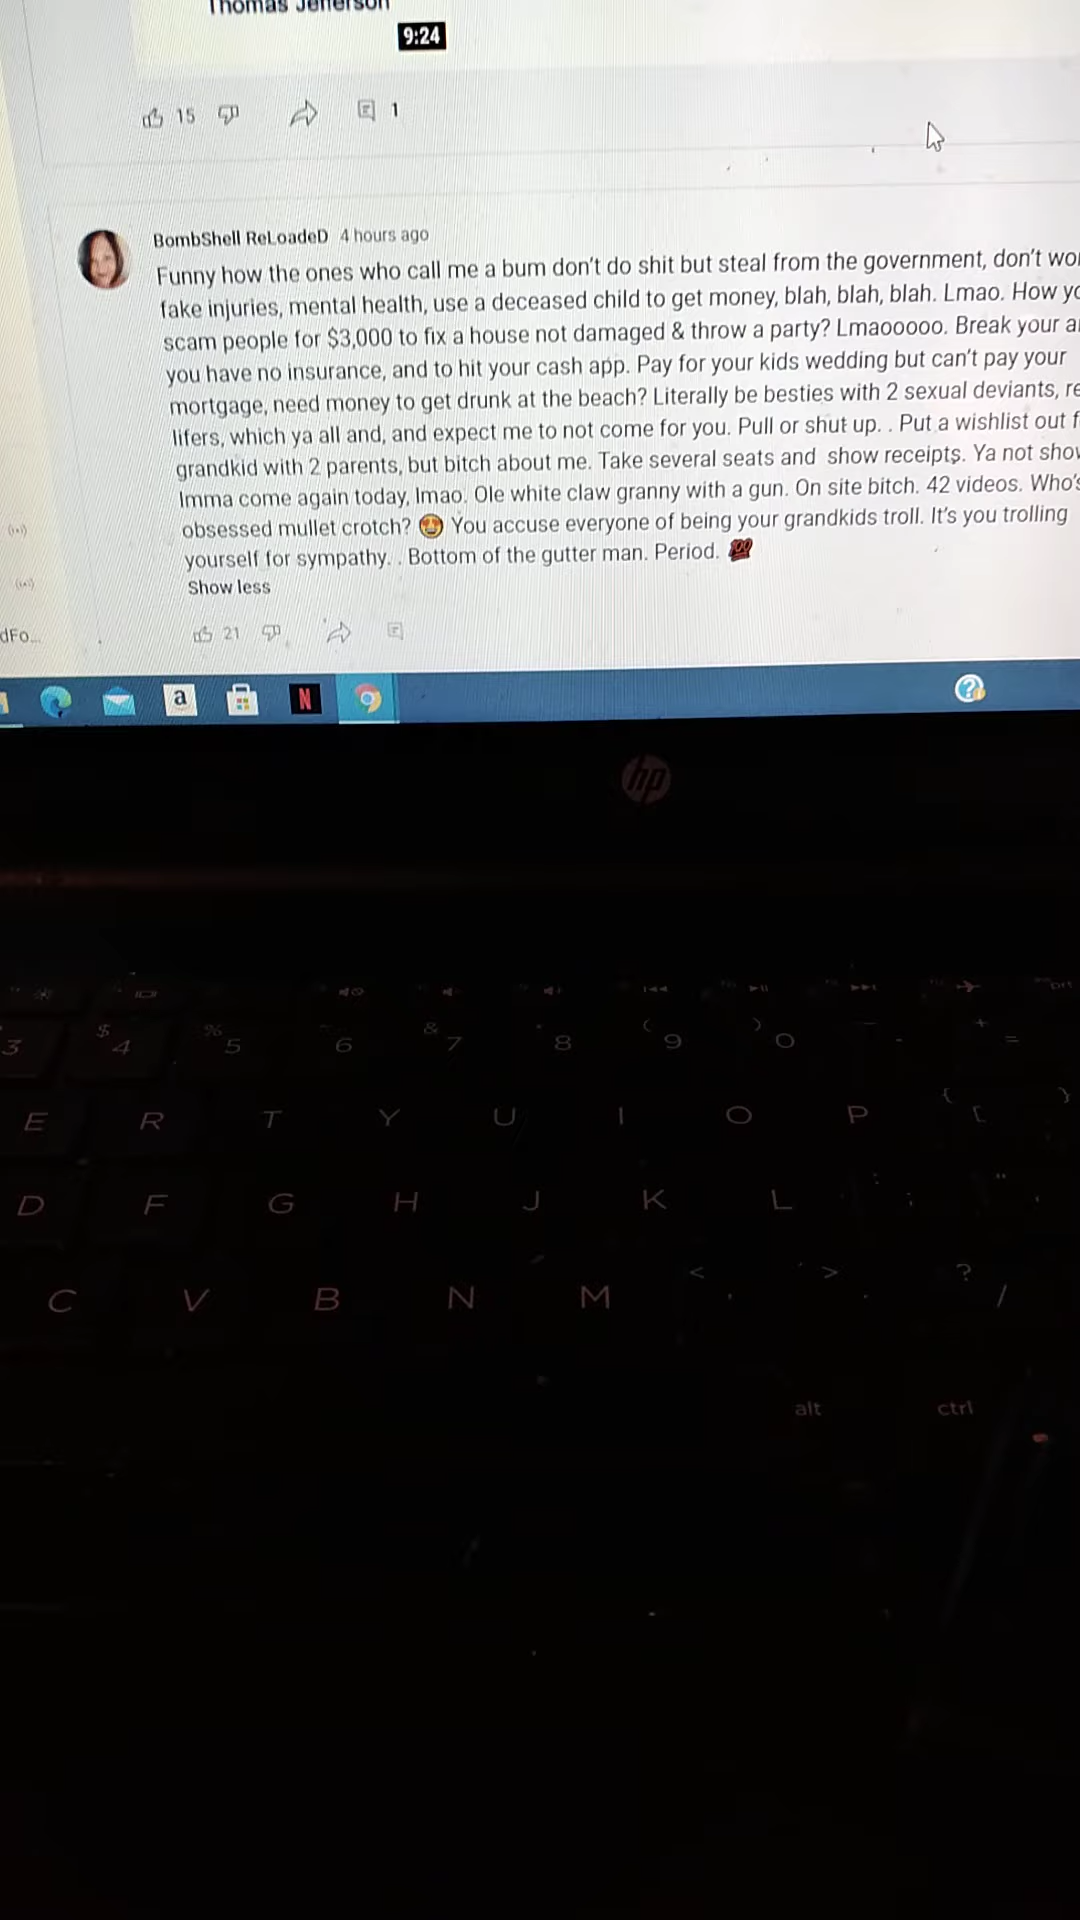 Thomas Jefferson
9:24
15 1
BombShell ReLoadeD 4 hours ago
Funny how the ones who call me a bum don't do shit but steal from the government, don't
fake injuries, mental health, use a deceased child to get money, blah, blah, blah. Lmao. How
scam people for $3,000 to fix a house not damaged & throw a party? Lmaooooo. Break your
you have no insurance, and to hit your cash app. Pay for your kids wedding but can't pay your
mortgage, need money to get drunk at the beach? Literally be besties with 2 sexual deviants,
lifers, which ya all and, and expect me to not come for you. Pull or shut up. . Put a wishlist out
grandkid with 2 parents, but bitch about me. Take several seats and show receipts. Ya not
Imma come again today, lmao. Ole white claw granny with a gun. On site bitch. 42 videos. Who's
obsessed mullet crotch? 🤩 You accuse everyone of being your grandkids troll. It's you trolling
yourself for sympathy. . Bottom of the gutter man. Period. 💯
Show less
21
dFo...
a N ?
hp
3 $ 4 % 5 6 & 7 8 ( 9 ) 0 - + =
E R T Y U I O P { [ }
D F G H J K L : ; " '
C V B N M < , > . ? /
alt ctrl